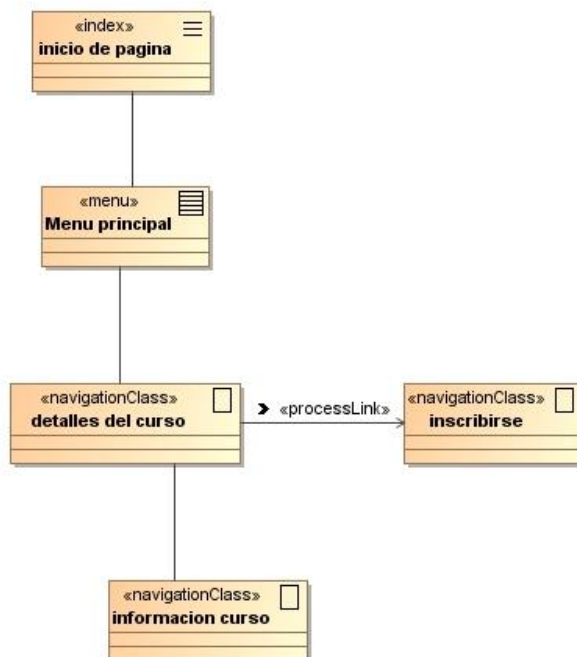 «index»
inicio de pagina
«menu»
Menu principal
«navigationClass»
detalles del curso
«processLink»
«navigationClass»
inscribirse
«navigationClass»
informacion curso